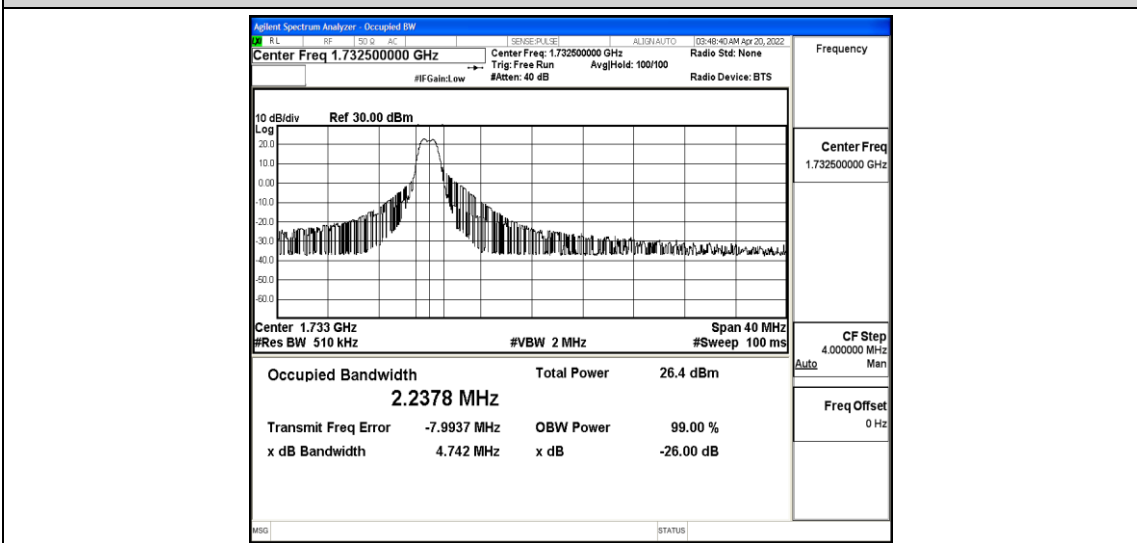 Agilent Spectrum Analyzer - Occupied BW
RL RF 50 Ω AC SENSE:PULSE ALIGN AUTO 03:48:40 AM Apr 20, 2022
Center Freq 1.732500000 GHz
Center Freq: 1.732500000 GHz
Radio Std: None
Trig: Free Run Avg|Hold: 100/100
#IFGain:Low
#Atten: 40 dB
Radio Device: BTS
Frequency
10 dB/div Ref 30.00 dBm
Log
20.0
10.0
0.00
-10.0
-20.0
-30.0
-40.0
-50.0
-60.0
Center Freq
1.732500000 GHz
Center 1.733 GHz Span 40 MHz
#Res BW 510 kHz #VBW 2 MHz #Sweep 100 ms
CF Step
4.000000 MHz
Auto Man
Occupied Bandwidth Total Power 26.4 dBm
2.2378 MHz
Transmit Freq Error -7.9937 MHz OBW Power 99.00 %
x dB Bandwidth 4.742 MHz x dB -26.00 dB
Freq Offset
0 Hz
MSG STATUS